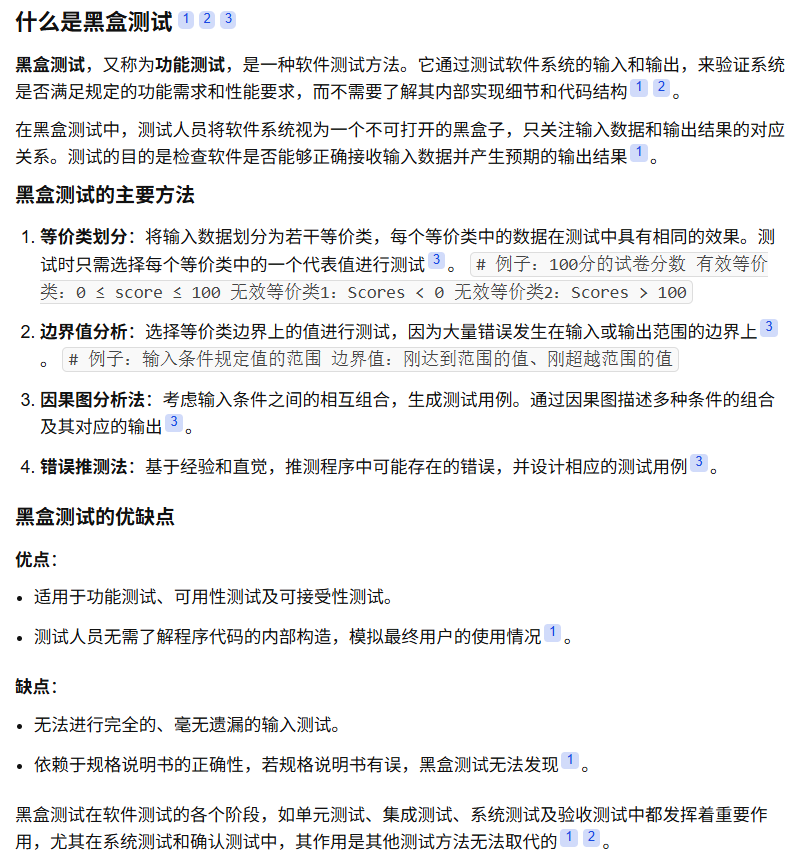 什么是黑盒测试 1 2 3
黑盒测试，又称为功能测试，是一种软件测试方法。它通过测试软件系统的输入和输出，来验证系统
是否满足规定的功能需求和性能要求，而不需要了解其内部实现细节和代码结构 1 2 。
在黑盒测试中，测试人员将软件系统视为一个不可打开的黑盒子，只关注输入数据和输出结果的对应
关系。测试的目的是检查软件是否能够正确接收输入数据并产生预期的输出结果 1 。
黑盒测试的主要方法
1. 等价类划分：将输入数据划分为若干等价类，每个等价类中的数据在测试中具有相同的效果。测
试时只需选择每个等价类中的一个代表值进行测试 3 。 # 例子：100分的试卷分数 有效等价
类：0 ≤ score ≤ 100 无效等价类1：Scores < 0 无效等价类2：Scores > 100
2. 边界值分析：选择等价类边界上的值进行测试，因为大量错误发生在输入或输出范围的边界上 3
。 # 例子：输入条件规定值的范围 边界值：刚达到范围的值、刚超越范围的值
3. 因果图分析法：考虑输入条件之间的相互组合，生成测试用例。通过因果图描述多种条件的组合
及其对应的输出 3 。
4. 错误推测法：基于经验和直觉，推测程序中可能存在的错误，并设计相应的测试用例 3 。
黑盒测试的优缺点
优点：
• 适用于功能测试、可用性测试及可接受性测试。
• 测试人员无需了解程序代码的内部构造，模拟最终用户的使用情况 1 。
缺点：
• 无法进行完全的、毫无遗漏的输入测试。
• 依赖于规格说明书的正确性，若规格说明书有误，黑盒测试无法发现 1 。
黑盒测试在软件测试的各个阶段，如单元测试、集成测试、系统测试及验收测试中都发挥着重要作
用，尤其在系统测试和确认测试中，其作用是其他测试方法无法取代的 1 2 。